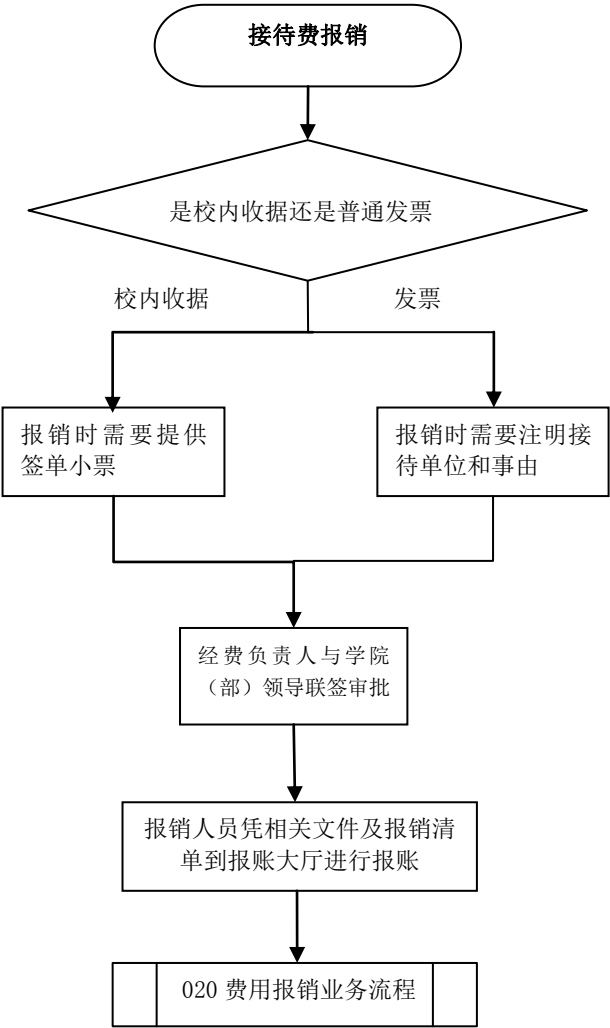 接待费报销
是校内收据还是普通发票
校内收据
发票
报销时需要提供
签单小票
报销时需要注明接
待单位和事由
经费负责人与学院
（部）领导联签审批
报销人员凭相关文件及报销清
单到报账大厅进行报账
020 费用报销业务流程